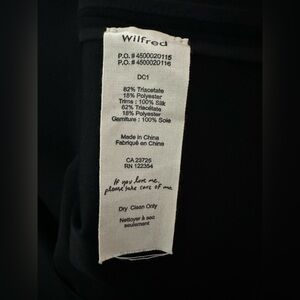 Wilfred
P.O. #4500020115
P.O. #4500020116
DC1
82% Triacetate
18% Polyester
Trims : 100% Silk
82% Triacétate
18% Polyester
Garniture : 100% Soie
Made in China
Fabriqué en China
CA 23725
RN 122354
If you love me,
please take care of me.
Dry Clean Only
Nettoyer à sec
seulement